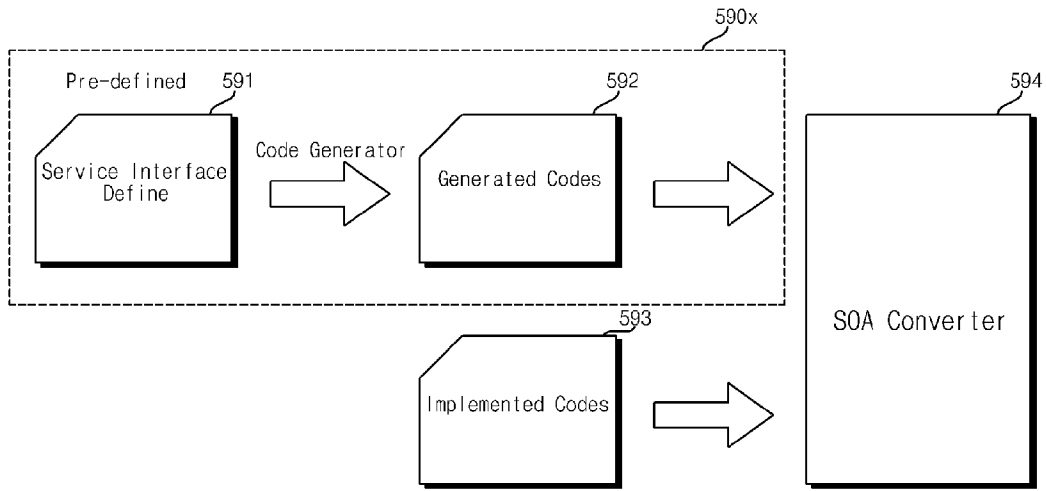 590x
Pre-defined
591
592
594
Code Generator
Service Interface
Define
Generated Codes
593
SOA Converter
Implemented Codes